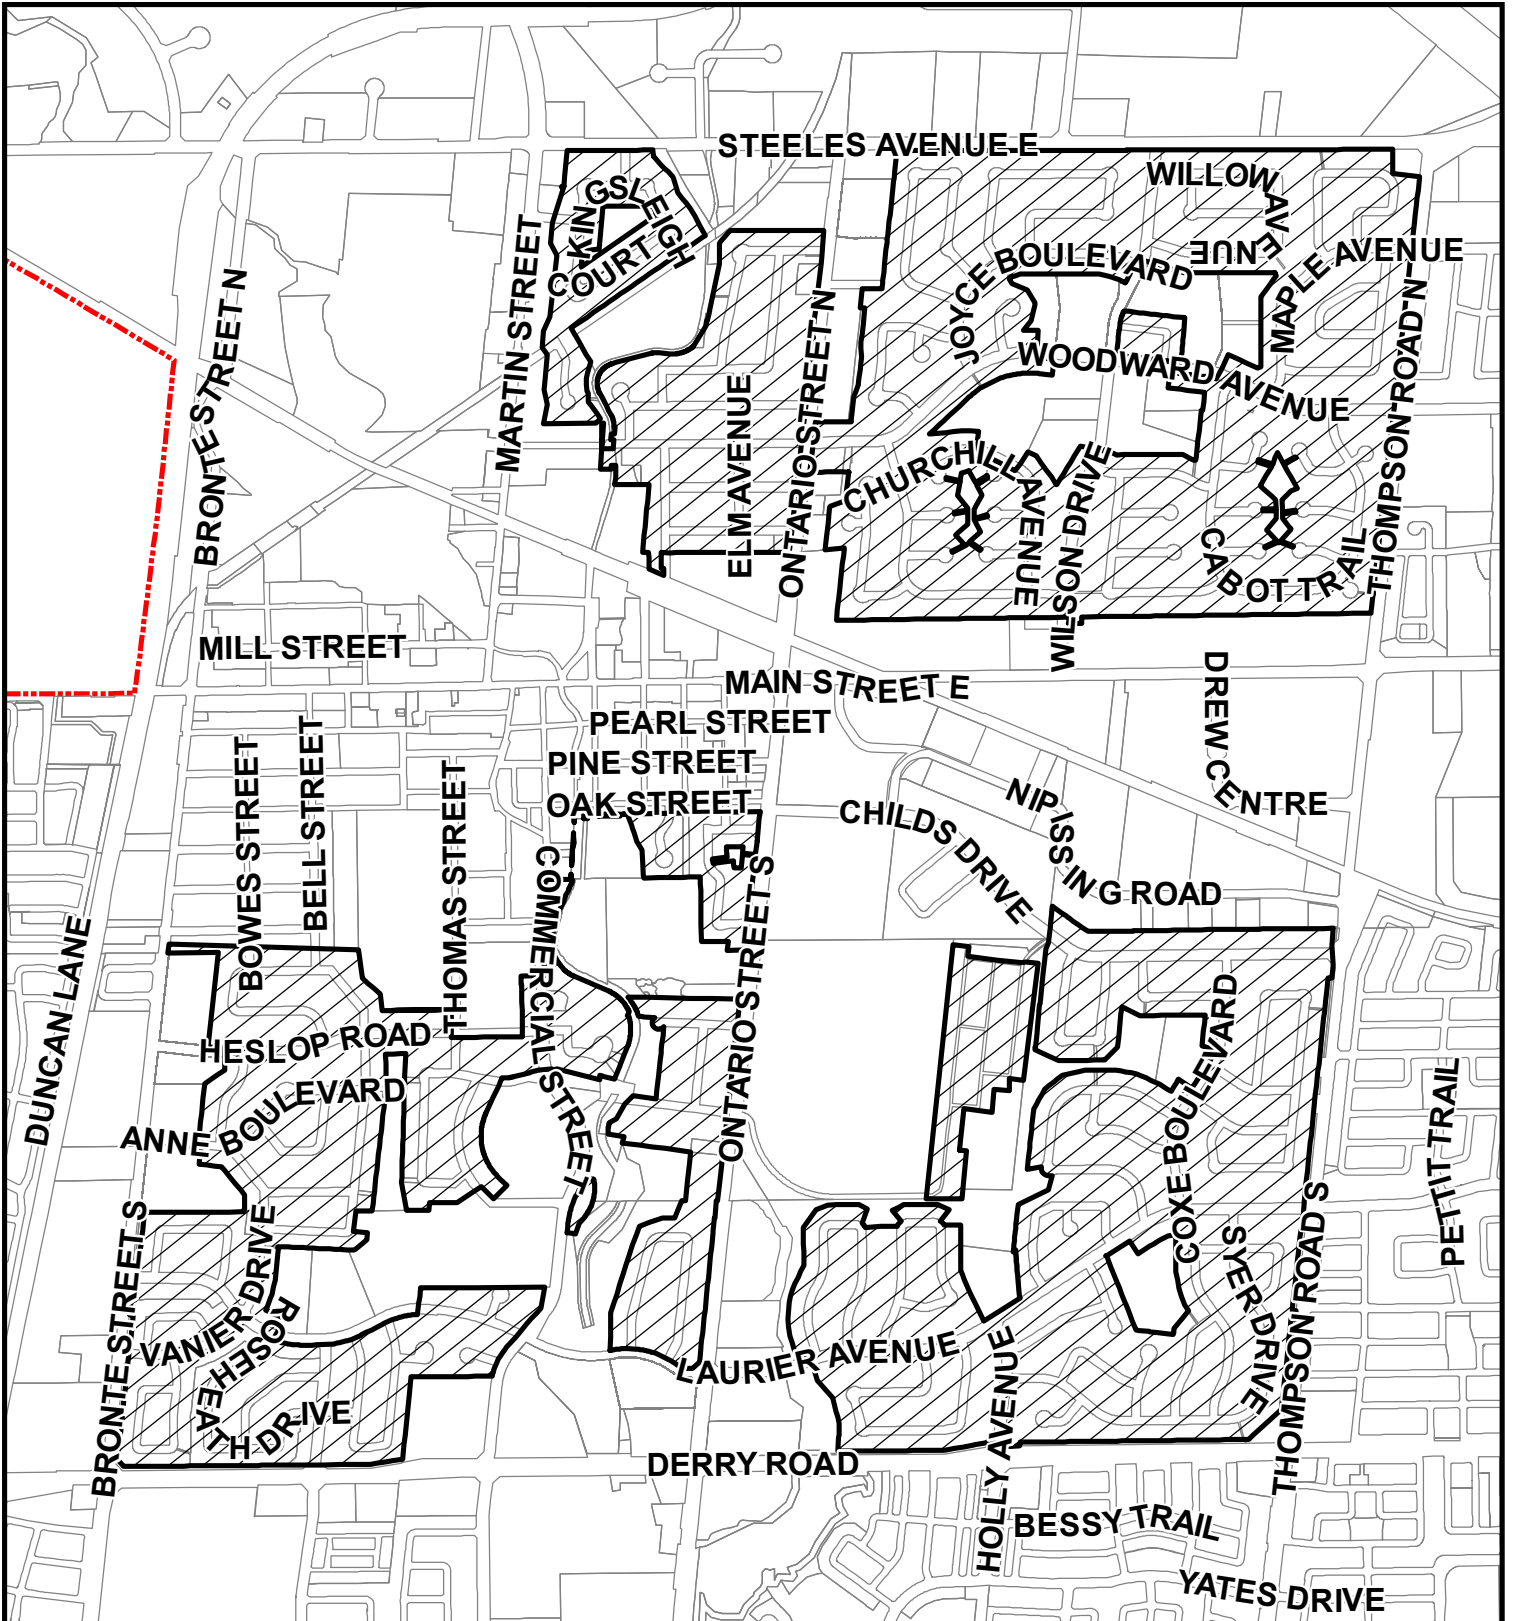 STEELES AVENUE E
WILLOW AVENUE
KINGSLEIGH COURT
MARTIN STREET
JOYCE BOULEVARD
MAPLE AVENUE
BRONTE STREET N
WOODWARD AVENUE
ELM AVENUE
ONTARIO STREET N
THOMPSON ROAD N
CHURCHILL AVENUE
WILSON DRIVE
CABOT TRAIL
MILL STREET
MAIN STREET E
DREW CENTRE
PEARL STREET
PINE STREET
OAK STREET
BOWES STREET
BELL STREET
THOMAS STREET
COMMERCIAL STREET
CHILDS DRIVE
NIPISSING ROAD
ONTARIO STREET S
DUNCAN LANE
HESLOP ROAD
ANNE BOULEVARD
COXE BOULEVARD
PETTIT TRAIL
BRONTE STREET S
VANIER DRIVE
ROSEHEATH DRIVE
LAURIER AVENUE
SYER DRIVE
THOMPSON ROAD S
HOLLY AVENUE
DERRY ROAD
BESSY TRAIL
YATES DRIVE